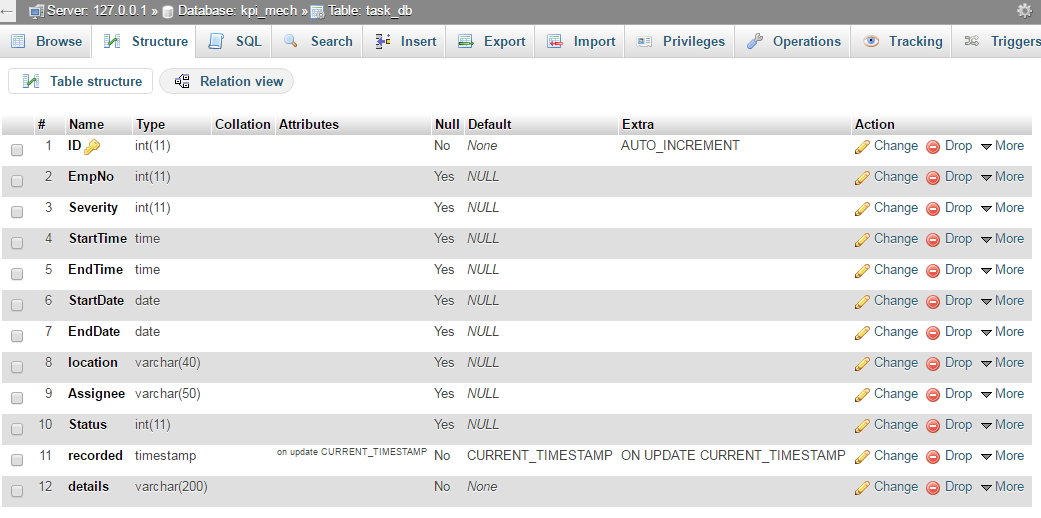 Server: 127.0.0.1 » Database: kpi_mech » Table: task_db
Browse Structure SQL Search Insert Export Import Privileges Operations Tracking Triggers
Table structure Relation view
# Name Type Collation Attributes Null Default Extra Action
1 ID int(11) No None AUTO_INCREMENT Change Drop More
2 EmpNo int(11) Yes NULL Change Drop More
3 Severity int(11) Yes NULL Change Drop More
4 StartTime time Yes NULL Change Drop More
5 EndTime time Yes NULL Change Drop More
6 StartDate date Yes NULL Change Drop More
7 EndDate date Yes NULL Change Drop More
8 location varchar(40) Yes NULL Change Drop More
9 Assignee varchar(50) Yes NULL Change Drop More
10 Status int(11) Yes NULL Change Drop More
11 recorded timestamp on update CURRENT_TIMESTAMP No CURRENT_TIMESTAMP ON UPDATE CURRENT_TIMESTAMP Change Drop More
12 details varchar(200) No None Change Drop More